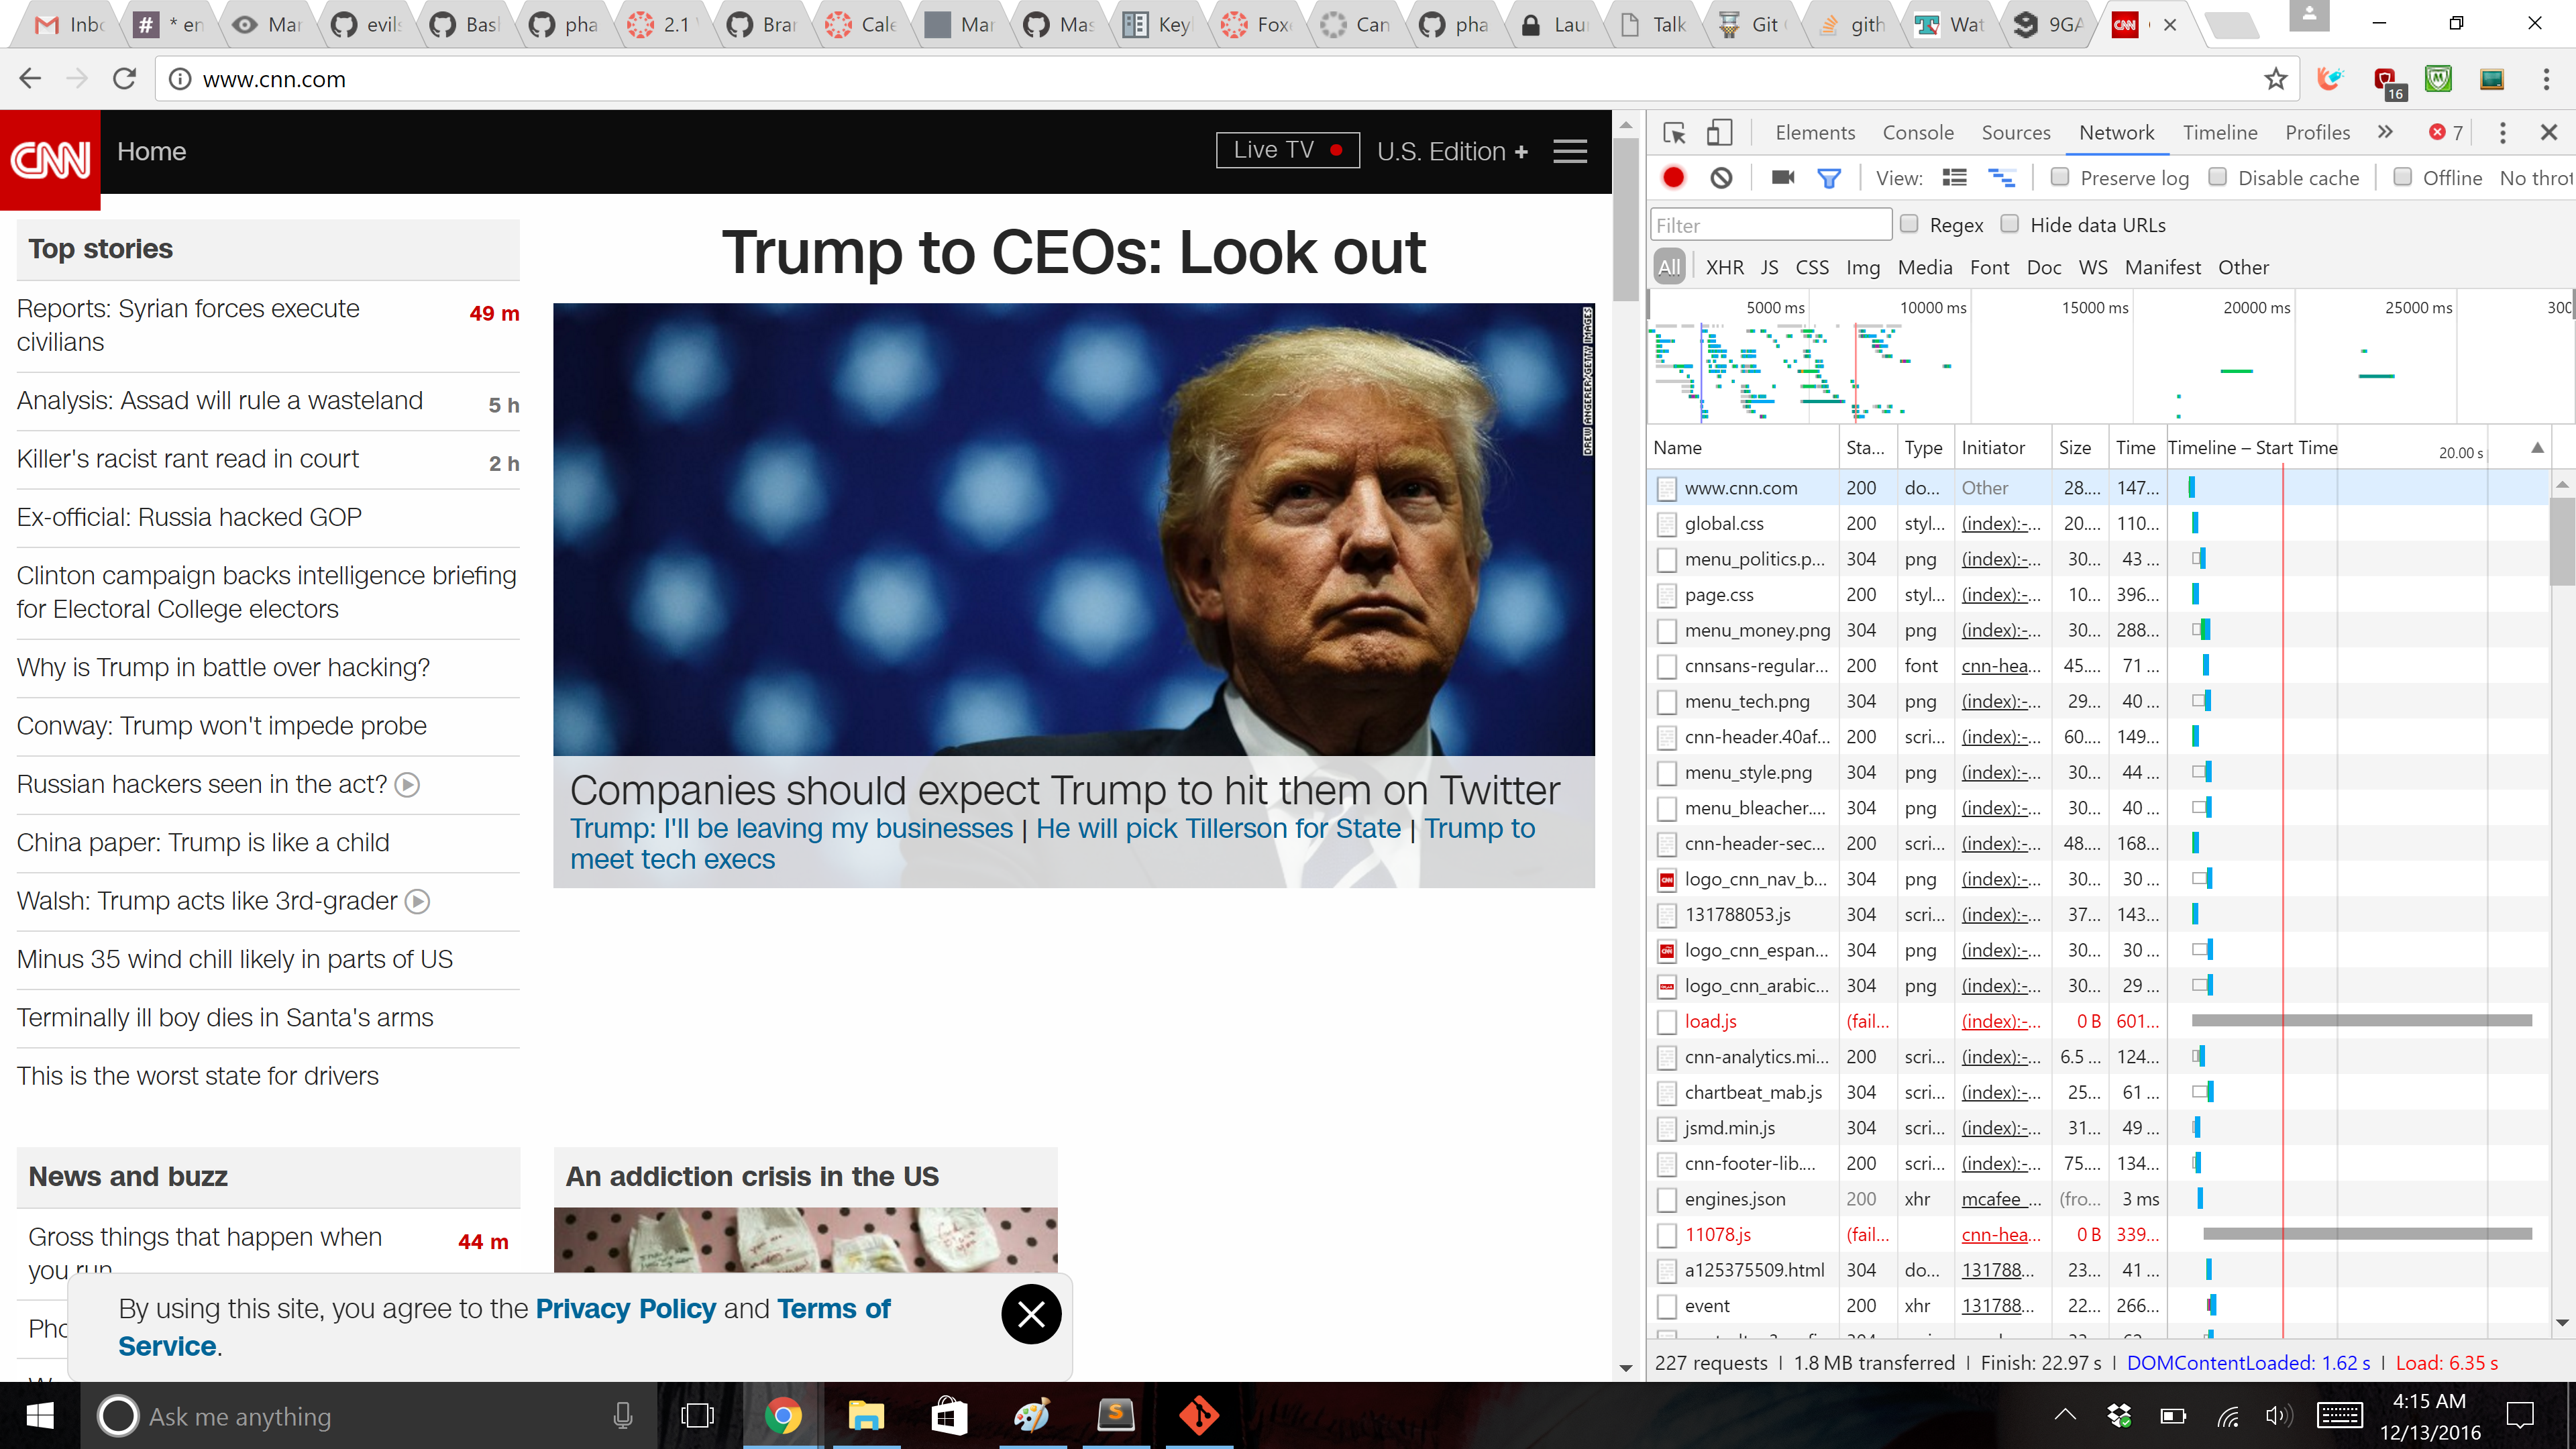 Inbo
* en
Mar
evils
Bas
pha
2.1
Brar
Cale
Mar
Mas
Key
Fox
Can
pha
Lau
Talk
Git
gith
Wat
9GA
CNN
www.cnn.com
16
CNN Home Live TV U.S. Edition +
Top stories
Reports: Syrian forces execute 49 m
civilians
Analysis: Assad will rule a wasteland 5 h
Killer's racist rant read in court 2 h
Ex-official: Russia hacked GOP
Clinton campaign backs intelligence briefing
for Electoral College electors
Why is Trump in battle over hacking?
Conway: Trump won't impede probe
Russian hackers seen in the act?
China paper: Trump is like a child
Walsh: Trump acts like 3rd-grader
Minus 35 wind chill likely in parts of US
Terminally ill boy dies in Santa's arms
This is the worst state for drivers
Trump to CEOs: Look out
DREW ANGERER/GETTY IMAGES
Companies should expect Trump to hit them on Twitter
Trump: I'll be leaving my businesses | He will pick Tillerson for State | Trump to
meet tech execs
News and buzz
Gross things that happen when 44 m
you run
Pho
An addiction crisis in the US
By using this site, you agree to the Privacy Policy and Terms of
Service.
Elements Console Sources Network Timeline Profiles » 7
View: Preserve log Disable cache Offline No throt
Filter Regex Hide data URLs
All XHR JS CSS Img Media Font Doc WS Manifest Other
5000 ms 10000 ms 15000 ms 20000 ms 25000 ms 300
Name Sta... Type Initiator Size Time Timeline – Start Time 20.00 s
www.cnn.com 200 do... Other 28.... 147...
global.css 200 styl... (index):-... 20.... 110...
menu_politics.p... 304 png (index):-... 30... 43 ...
page.css 200 styl... (index):-... 10... 396...
menu_money.png 304 png (index):-... 30... 288...
cnnsans-regular... 200 font cnn-hea... 45.... 71 ...
menu_tech.png 304 png (index):-... 29... 40 ...
cnn-header.40af... 200 scri... (index):-... 60.... 149...
menu_style.png 304 png (index):-... 30... 44 ...
menu_bleacher.... 304 png (index):-... 30... 40 ...
cnn-header-sec... 200 scri... (index):-... 48.... 168...
logo_cnn_nav_b... 304 png (index):-... 30... 30 ...
131788053.js 304 scri... (index):-... 37... 143...
logo_cnn_espan... 304 png (index):-... 30... 30 ...
logo_cnn_arabic... 304 png (index):-... 30... 29 ...
load.js (fail... (index):-... 0 B 601...
cnn-analytics.mi... 200 scri... (index):-... 6.5 ... 124...
chartbeat_mab.js 304 scri... (index):-... 25... 61 ...
jsmd.min.js 304 scri... (index):-... 31... 49 ...
cnn-footer-lib.... 200 scri... (index):-... 75.... 134...
engines.json 200 xhr mcafee_... (fro... 3 ms
11078.js (fail... cnn-hea... 0 B 339...
a125375509.html 304 do... 131788... 23... 41 ...
event 200 xhr 131788... 22... 266...
227 requests | 1.8 MB transferred | Finish: 22.97 s | DOMContentLoaded: 1.62 s | Load: 6.35 s
Ask me anything
4:15 AM
12/13/2016